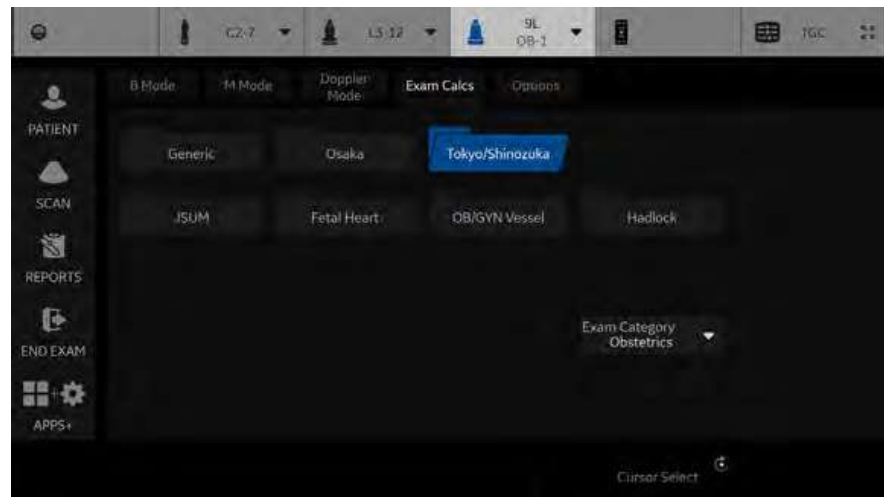 C2-7
L3-12
9L
OB-1
TGC
PATIENT
SCAN
REPORTS
END EXAM
APPS+
B Mode
M Mode
Doppler
Mode
Exam Calcs
Options
Generic
Osaka
Tokyo/Shinozuka
JSUM
Fetal Heart
OB/GYN Vessel
Hadlock
Exam Category
Obstetrics
Cursor Select